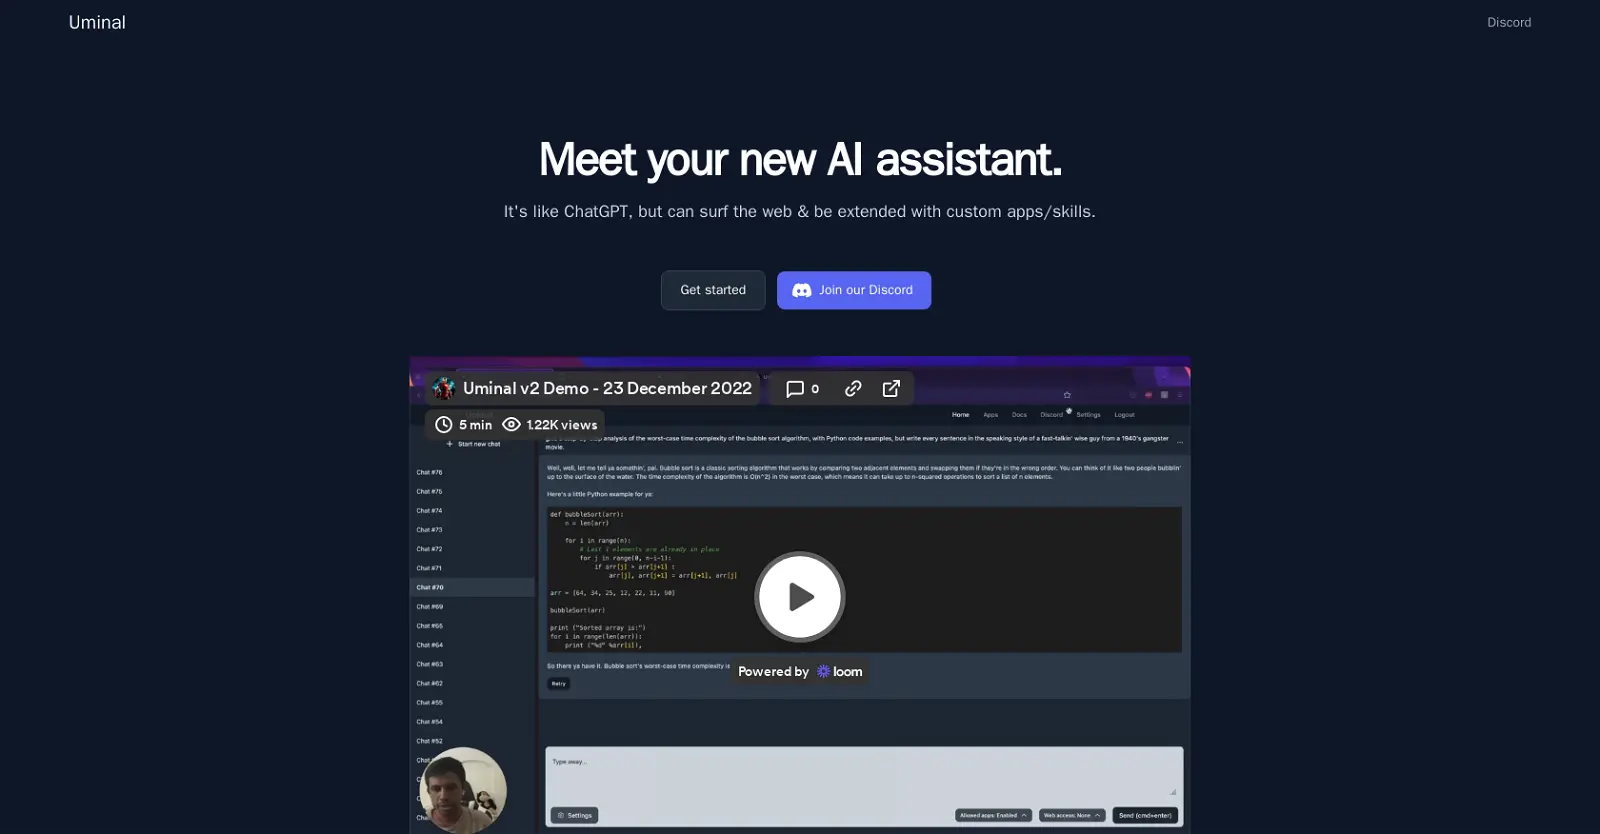 Uminal
Discord
Meet your new AI assistant.
It's like ChatGPT, but can surf the web & be extended with custom apps/skills.
Get started
Join our Discord
Uminal v2 Demo - 23 December 2022
0
5 min
1.22K views
Home
Apps
Docs
Discord
Settings
Logout
Start new chat
Chat #76
Chat #75
Chat #74
Chat #73
Chat #72
Chat #71
Chat #70
Chat #69
Chat #65
Chat #64
Chat #63
Chat #62
Chat #55
Chat #54
Chat #52
analysis of the worst-case time complexity of the bubble sort algorithm, with Python code examples, but write every sentence in the speaking style of a fast-talkin' wise guy from a 1940's gangster
movie.
Well, well, let me tell ya somethin', pal. Bubble sort is a classic sorting algorithm that works by comparing two adjacent elements and swapping them if they're in the wrong order. You can think of it like two people bubblin'
up to the surface of the water. The time complexity of the algorithm is O(n^2) in the worst case, which means it can take up to n-squared operations to sort a list of n elements.
Here's a little Python example for ya:
def bubbleSort(arr):
n = len(arr)
for i in range(n):
# Last i elements are already in place
for j in range(0, n-i-1):
if arr[j] > arr[j+1] :
arr[j], arr[j+1] = arr[j+1], arr[j]
arr = [64, 34, 25, 12, 22, 11, 90]
bubbleSort(arr)
print ("Sorted array is:")
for i in range(len(arr)):
print ("%d" %arr[i]),
So there ya have it. Bubble sort's worst-case time complexity is
Retry
Powered by loom
Type away...
Settings
Allowed apps: Enabled
Web access: None
Send (cmd+enter)